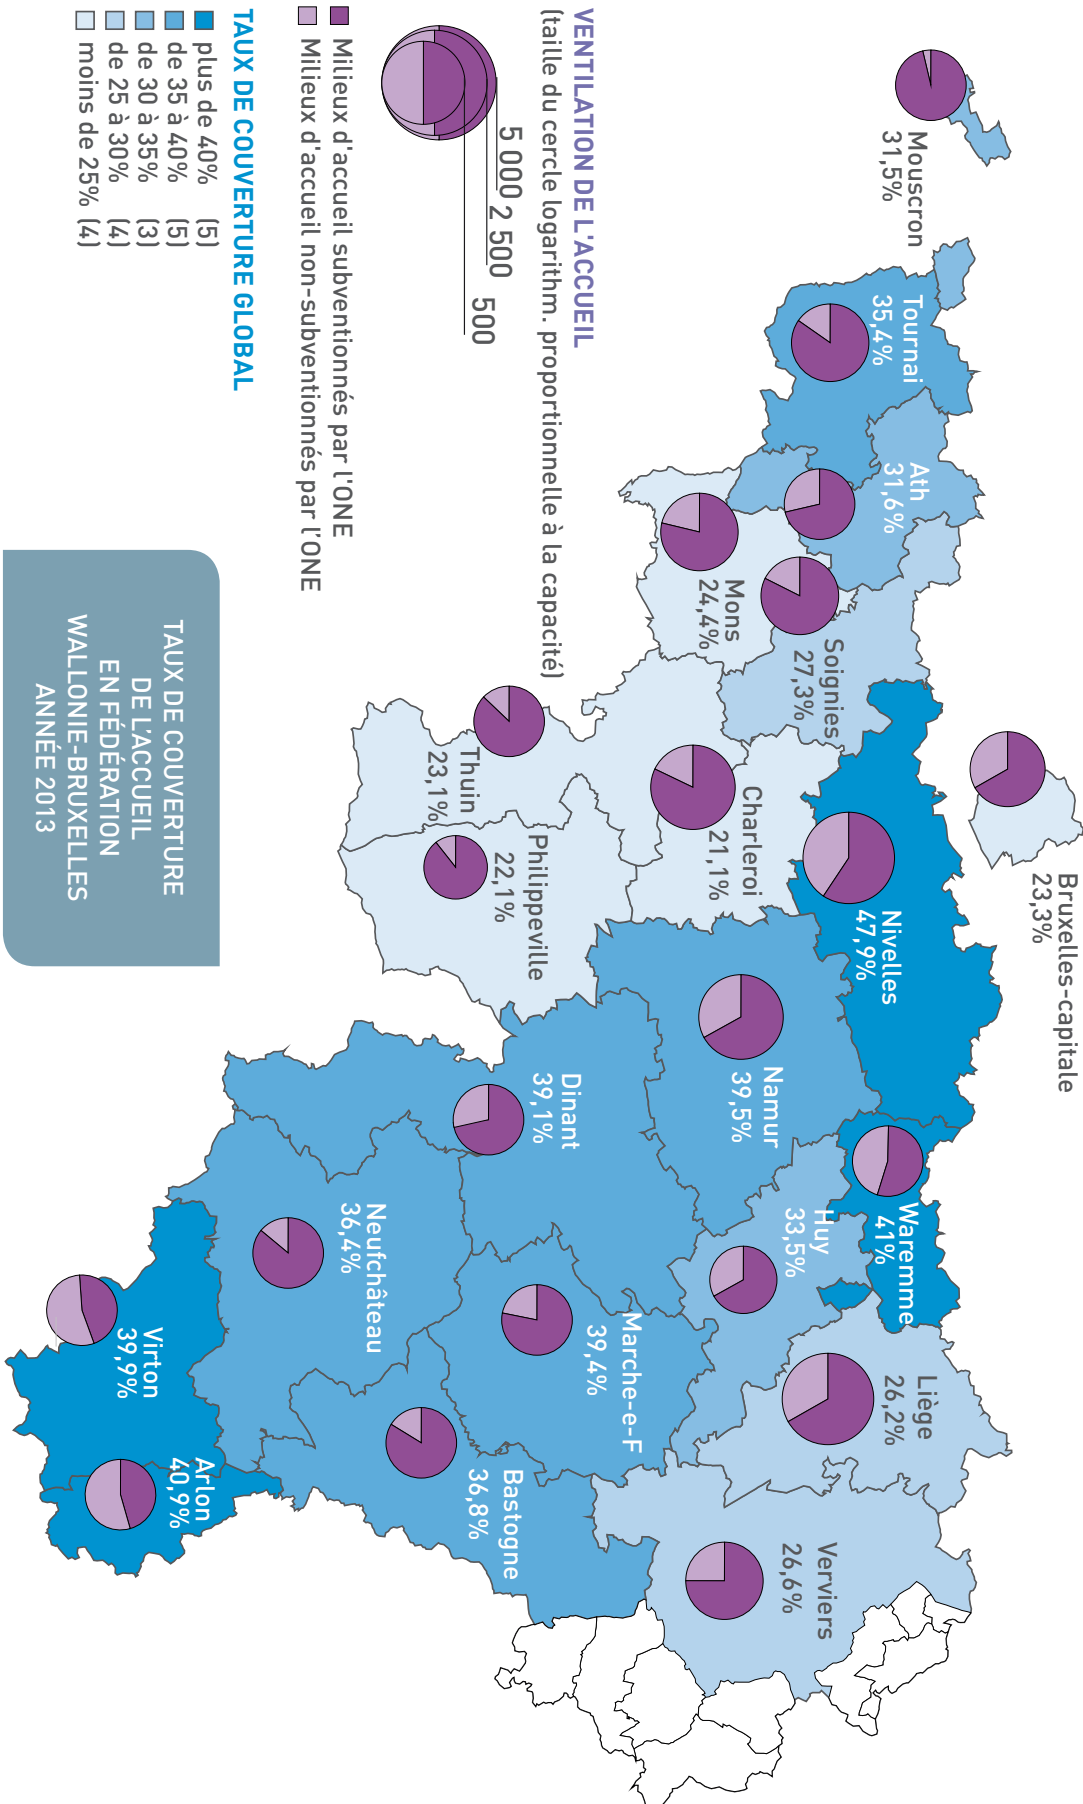 VENTILATION DE L'ACCUEIL
(taille du cercle logarithm. proportionnelle à la capacité)
5 000
2 500
500
Milieux d'accueil subventionnés par l'ONE
Milieux d'accueil non-subventionnés par l'ONE
TAUX DE COUVERTURE GLOBAL
plus de 40% (5)
de 35 à 40% (5)
de 30 à 35% (3)
de 25 à 30% (4)
moins de 25% (4)
TAUX DE COUVERTURE
DE L'ACCUEIL
EN FÉDÉRATION
WALLONIE-BRUXELLES
ANNÉE 2013
Mouscron
31,5%
Tournai
35,4%
Ath
31,6%
Mons
24,4%
Soignies
27,3%
Bruxelles-capitale
23,3%
Nivelles
47,9%
Charleroi
21,1%
Thuin
23,1%
Philippeville
22,1%
Namur
39,5%
Dinant
39,1%
Waremme
41%
Huy
33,5%
Liège
26,2%
Verviers
26,6%
Marche-e-F
39,4%
Neufchâteau
36,4%
Bastogne
36,8%
Virton
39,9%
Arlon
40,9%